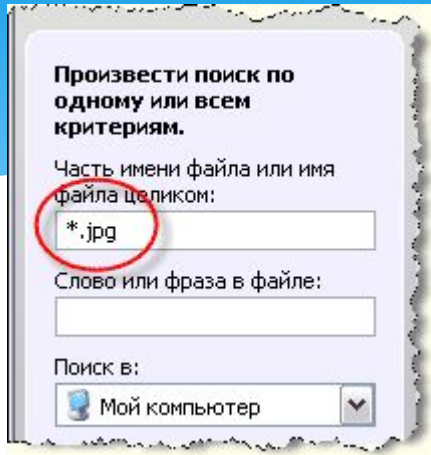 Произвести поиск по
одному или всем
критериям.
Часть имени файла или имя
файла целиком:
*.jpg
Слово или фраза в файле:
Поиск в:
Мой компьютер